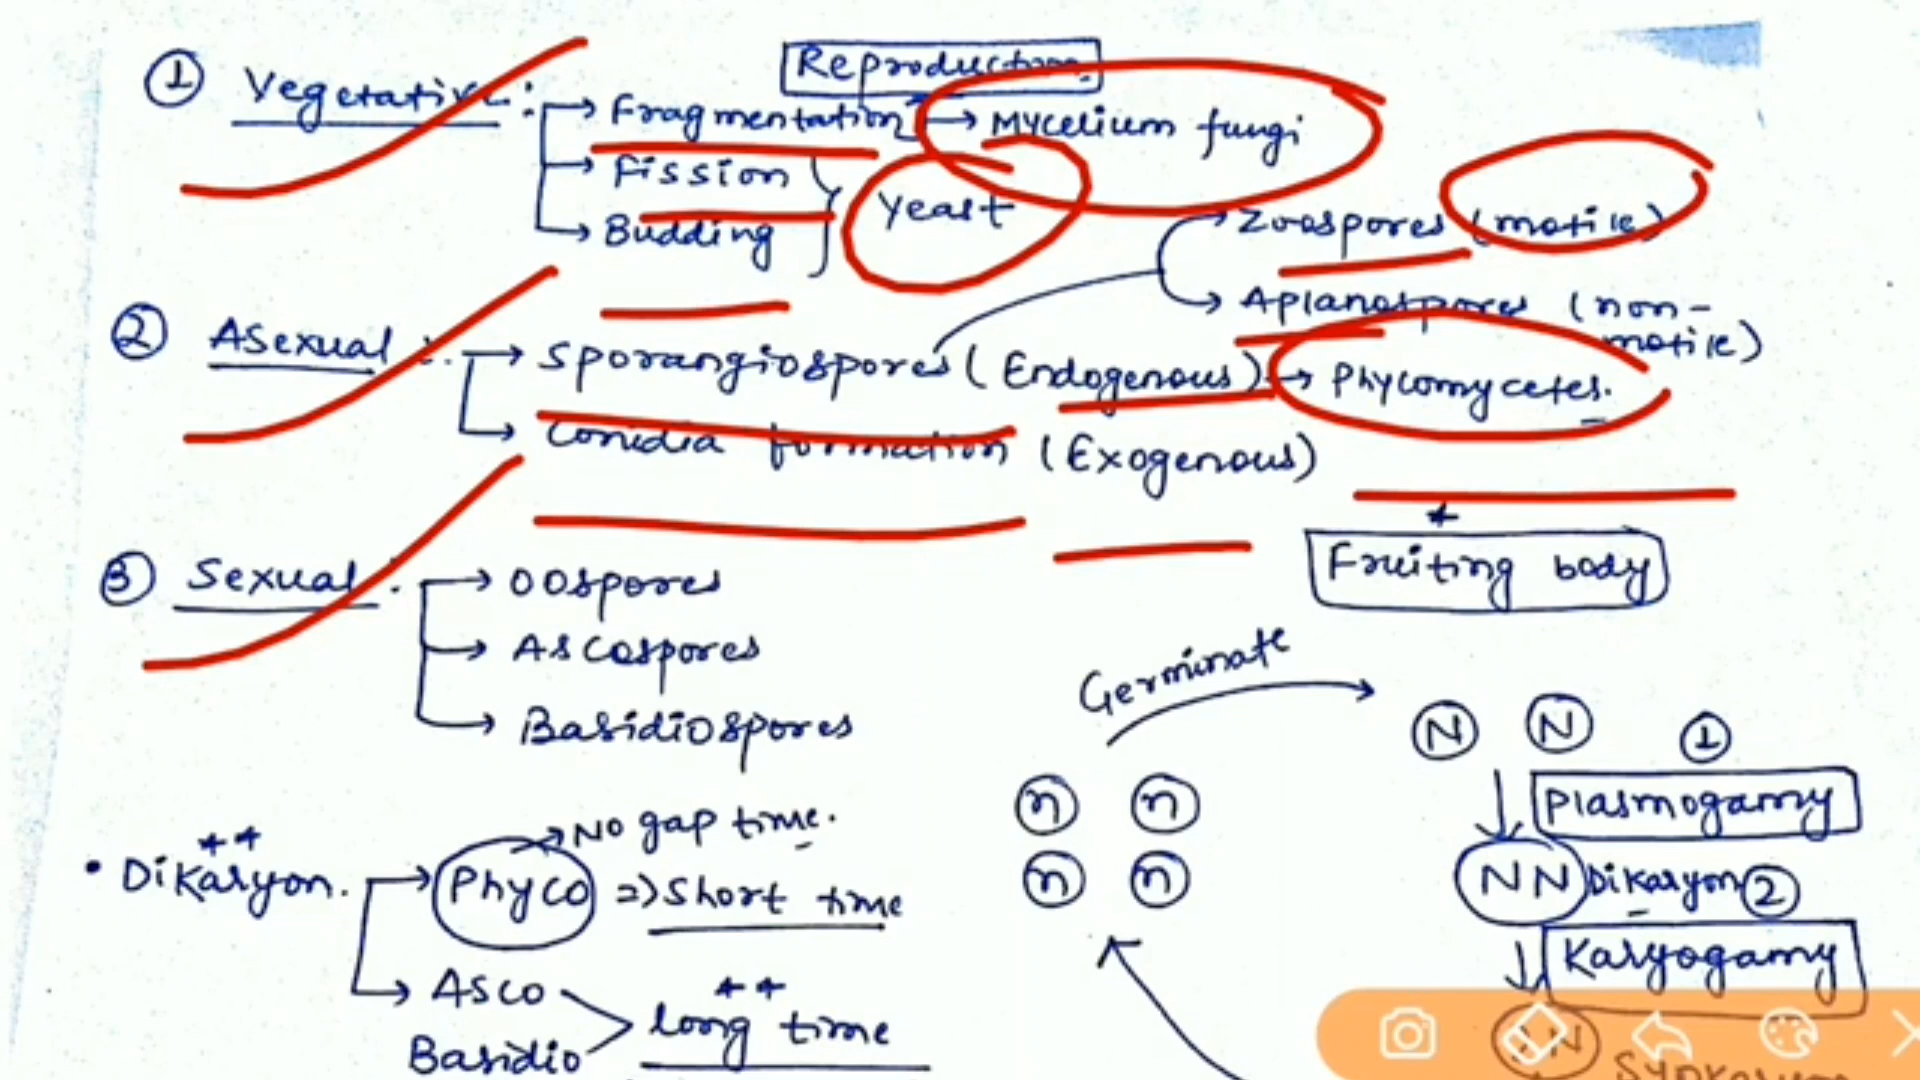 Reproduction
① Vegetative : → Fragmentation → Mycelium fungi
→ Fission
→ Budding } Yeast
② Asexual : → Sporangiospores (Endogenous) → Phycomycetes.
→ Zoospores (motile)
→ Aplanospores (non-motile)
→ Conidia formation (Exogenous)
Fruiting body
③ Sexual : → Oospores
→ Ascospores
→ Basidiospores
Germinate
N N ①
Plasmogamy
NN Dikaryon ②
Karyogamy
n n
n n
• Dikaryon. → Phyco → No gap time.
⇒ Short time
→ Asco
Basidio
long time